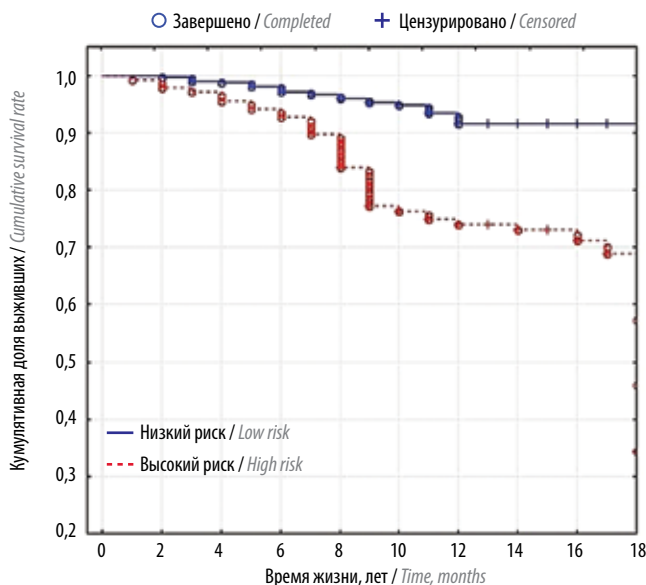 Завершено / Completed Цензурировано / Censored
Кумулятивная доля выживших / Cumulative survival rate
1,0
0,9
0,8
0,7
0,6
0,5
0,4
0,3
0,2
Низкий риск / Low risk
Высокий риск / High risk
0 2 4 6 8 10 12 14 16 18
Время жизни, лет / Time, months